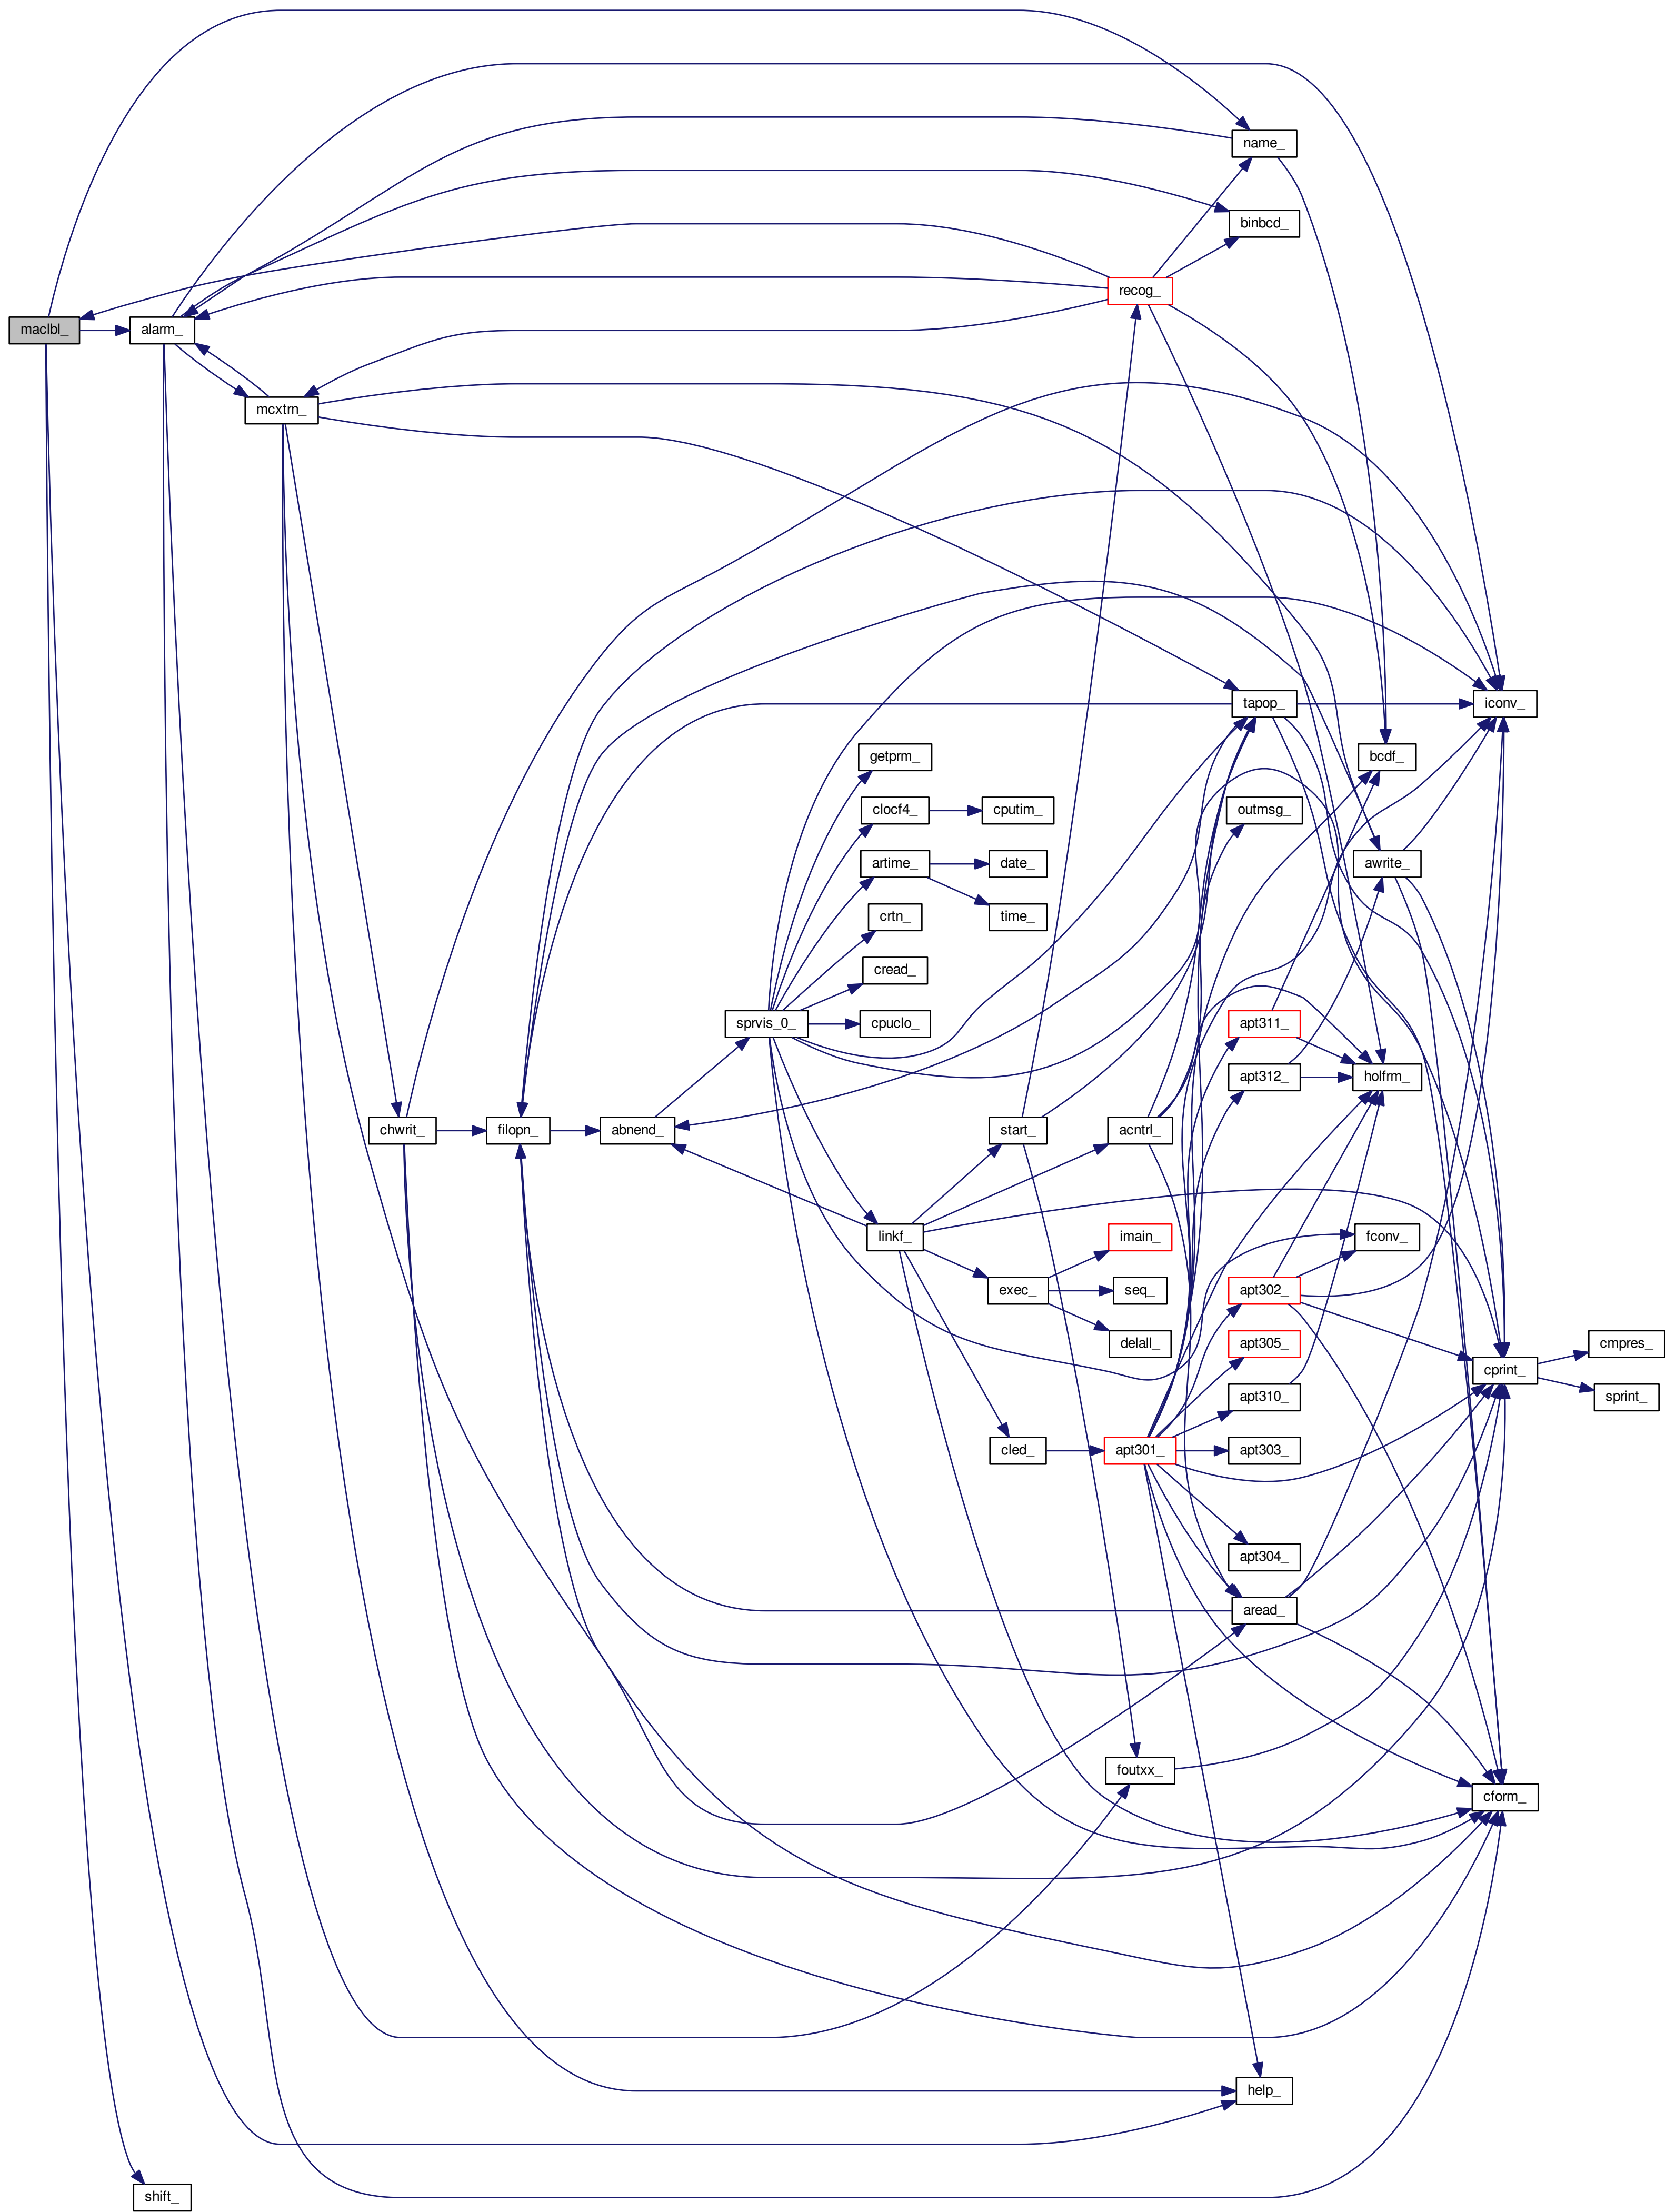 name_
binbcd_
recog_
maclbl_
alarm_
mcxtrn_
tapop_
iconv_
getprm_
bcdf_
clocf4_
cputim_
outmsg_
artime_
date_
awrite_
crtn_
time_
cread_
sprvis_0_
cpuclo_
apt311_
apt312_
holfrm_
chwrit_
filopn_
abnend_
start_
acntrl_
linkf_
imain_
fconv_
exec_
seq_
apt302_
delall_
apt305_
cmpres_
cprint_
apt310_
sprint_
cled_
apt301_
apt303_
apt304_
aread_
foutxx_
cform_
help_
shift_